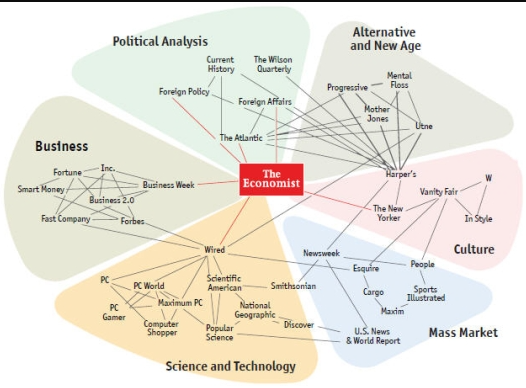 Political Analysis
Current
History
The Wilson
Quarterly
Foreign Policy
Foreign Affairs
The Atlantic
Alternative
and New Age
Progressive
Mental
Floss
Mother
Jones
Utne
Business
Fortune
Inc.
Smart Money
Business Week
Business 2.0
Fast Company
Forbes
The
Economist
Harper's
Vanity Fair
W
The New
Yorker
In Style
Culture
Wired
PC
PC World
Scientific
American
Smithsonian
PC
Gamer
Maximum PC
National
Geographic
Computer
Shopper
Popular
Science
Discover
Science and Technology
Newsweek
Esquire
People
Cargo
Sports
Illustrated
Maxim
U.S. News
& World Report
Mass Market